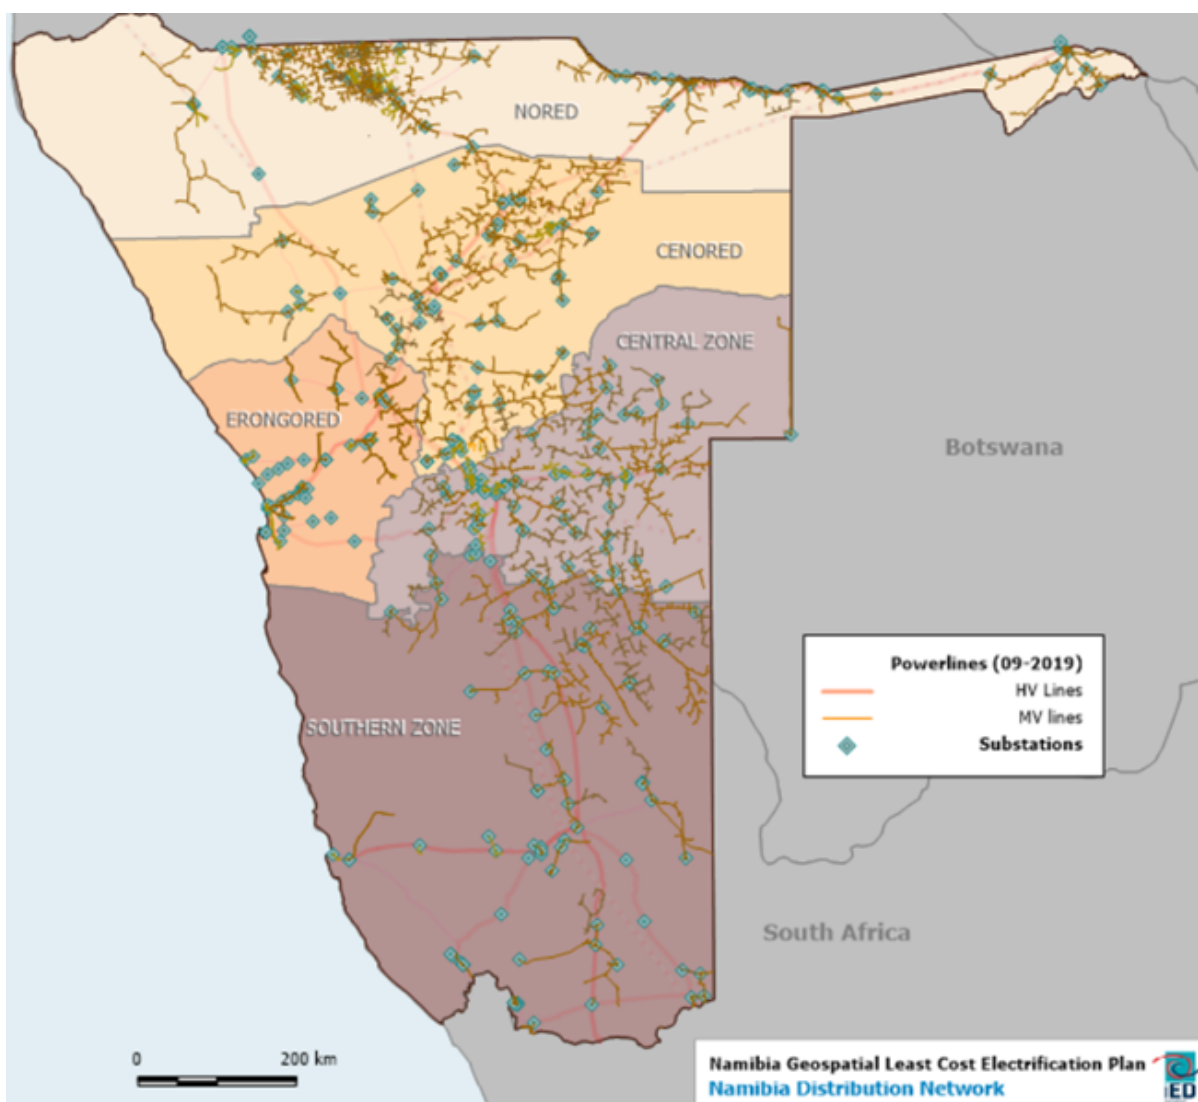 NORED
CENORED
CENTRAL ZONE
ERONGORED
Botswana
Powerlines (09-2019)
HV Lines
MV lines
Substations
SOUTHERN ZONE
South Africa
0 200 km
Namibia Geospatial Least Cost Electrification Plan
Namibia Distribution Network
iED